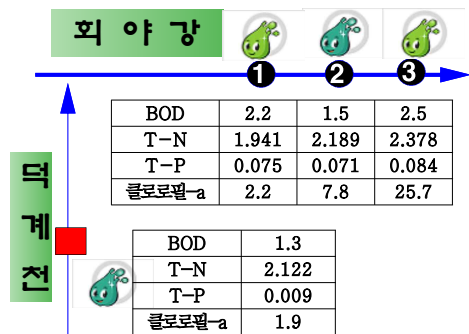 회 야 강
1 2 3
BOD 2.2 1.5 2.5
T-N 1.941 2.189 2.378
T-P 0.075 0.071 0.084
클로로필-a 2.2 7.8 25.7
덕계천
BOD 1.3
T-N 2.122
T-P 0.009
클로로필-a 1.9